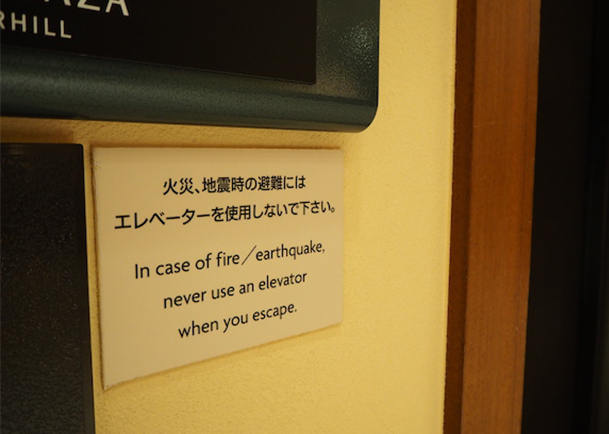 AZA
RHILL
火災、地震時の避難には
エレベーターを使用しないで下さい。
In case of fire／earthquake,
never use an elevator
when you escape.